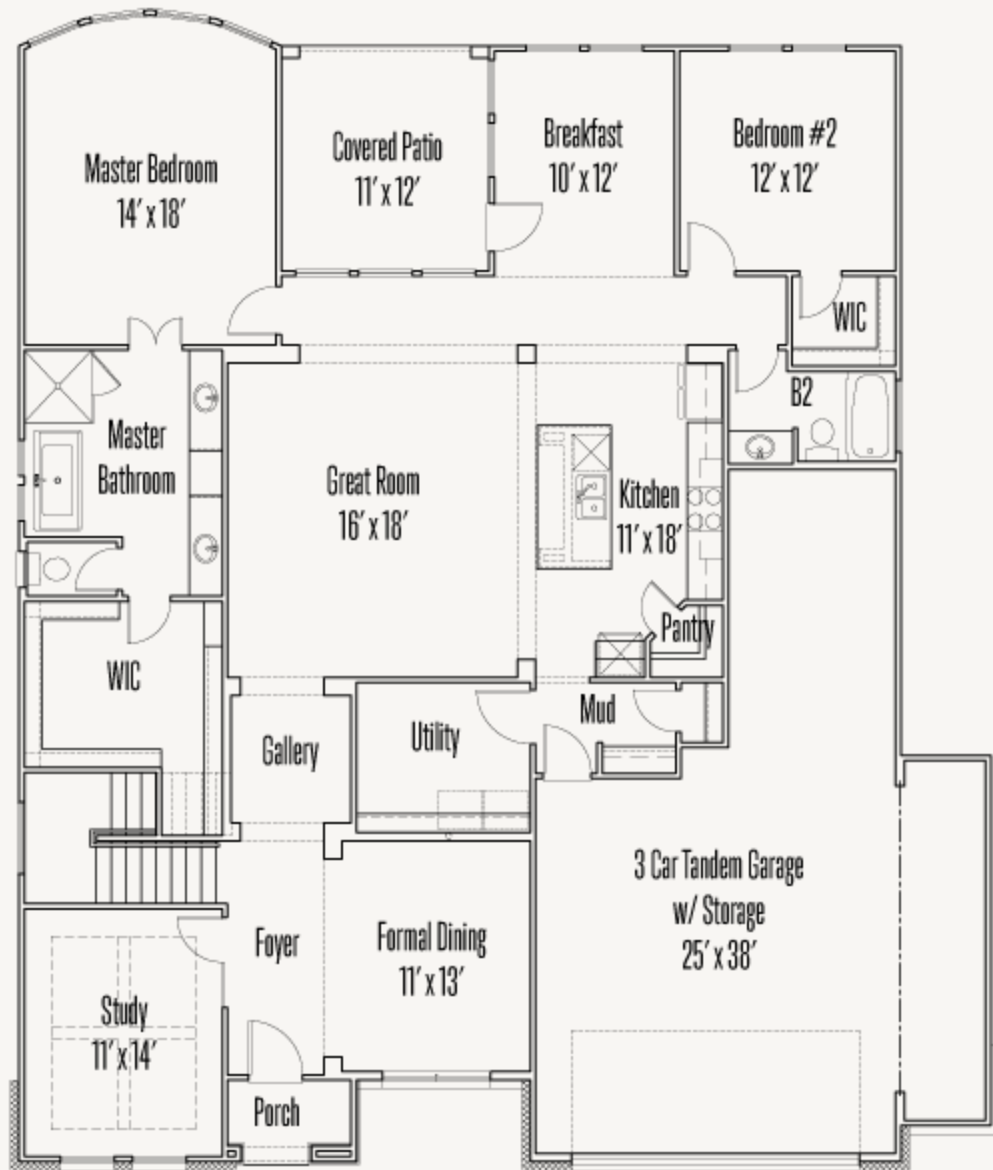 Master Bedroom
14' x 18'
Covered Patio
11' x 12'
Breakfast
10' x 12'
Bedroom #2
12' x 12'
WIC
B2
Master
Bathroom
Great Room
16' x 18'
Kitchen
11' x 18'
Pantry
WIC
Gallery
Utility
Mud
3 Car Tandem Garage
w/ Storage
25' x 38'
Foyer
Formal Dining
11' x 13'
Study
11' x 14'
Porch